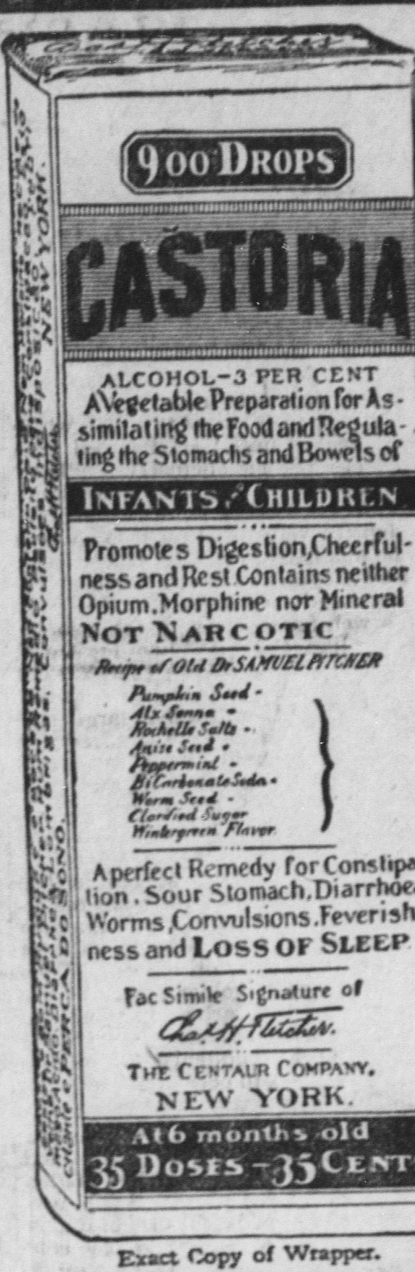 900 DROPS
CASTORIA
ALCOHOL-3 PER CENT
AVegetable Preparation for As-
similating the Food and Regula-
ting the Stomachs and Bowels of
INFANTS & CHILDREN
Promotes Digestion,Cheerful-
ness and Rest.Contains neither
Opium,Morphine nor Mineral
NOT NARCOTIC
Recipe of Old Dr SAMUEL PITCHER
Pumpkin Seed -
Alx Senna -
Rochelle Salts -
Anise Seed -
Peppermint -
BiCarbonate Soda -
Worm Seed -
Clarified Sugar
Wintergreen Flavor
A perfect Remedy for Constipa
tion, Sour Stomach,Diarrhoea
Worms,Convulsions,Feverish
ness and LOSS OF SLEEP
Fac Simile Signature of
Chas. H. Fletcher.
THE CENTAUR COMPANY,
NEW YORK.
At 6 months old
35 DOSES - 35 CENT
Exact Copy of Wrapper.
NEW YORK.